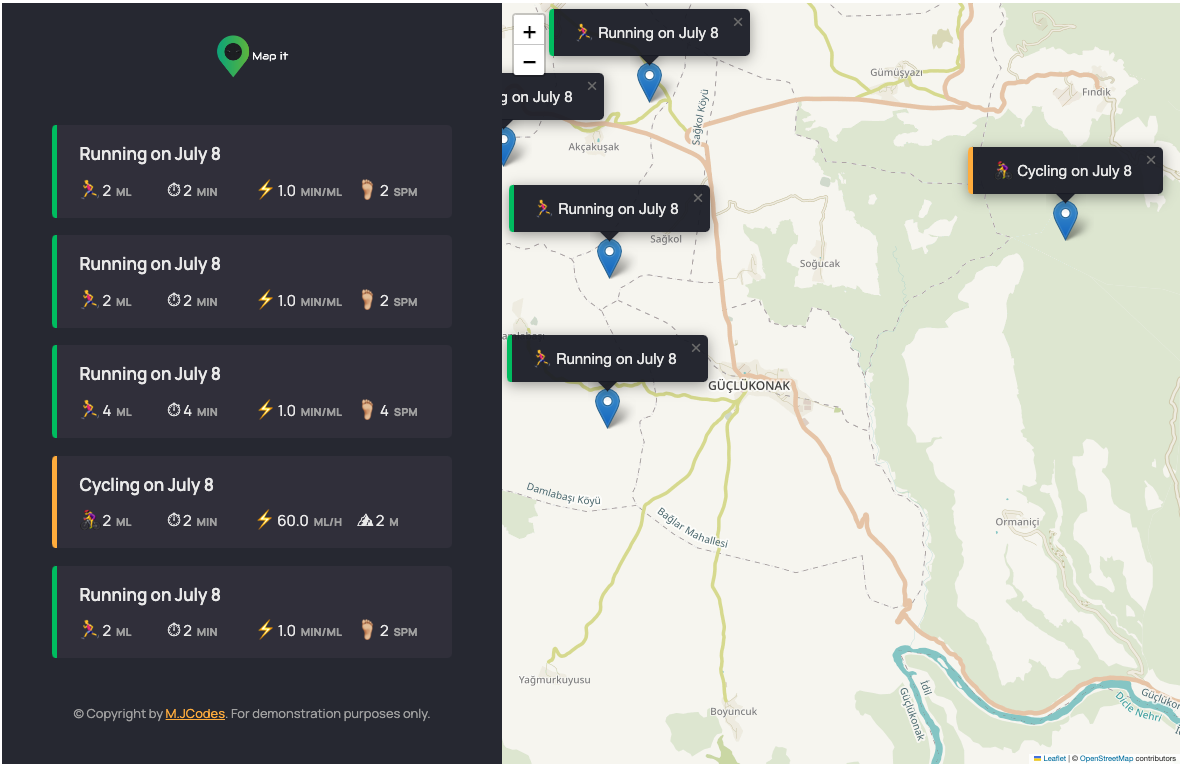 Map it
Running on July 8
2 ML 2 MIN 1.0 MIN/ML 2 SPM
Running on July 8
2 ML 2 MIN 1.0 MIN/ML 2 SPM
Running on July 8
4 ML 4 MIN 1.0 MIN/ML 4 SPM
Cycling on July 8
2 ML 2 MIN 60.0 ML/H 2 M
Running on July 8
2 ML 2 MIN 1.0 MIN/ML 2 SPM
© Copyright by M.JCodes. For demonstration purposes only.
+
−
Running on July 8 ×
g on July 8 ×
Gümüşyazı
Fındık
Sağkol Köyü
Akçakuşak
Cycling on July 8 ×
Running on July 8 ×
Sağkol
Soğucak
Running on July 8 ×
GÜÇLÜKONAK
Damlabaşı Köyü
Bağlar Mahallesi
Ormaniçi
Yağmurkuyusu
Boyuncuk
İdil
Güçlükonak
Dicle Nehri
Güçlükon
Leaflet | © OpenStreetMap contributors